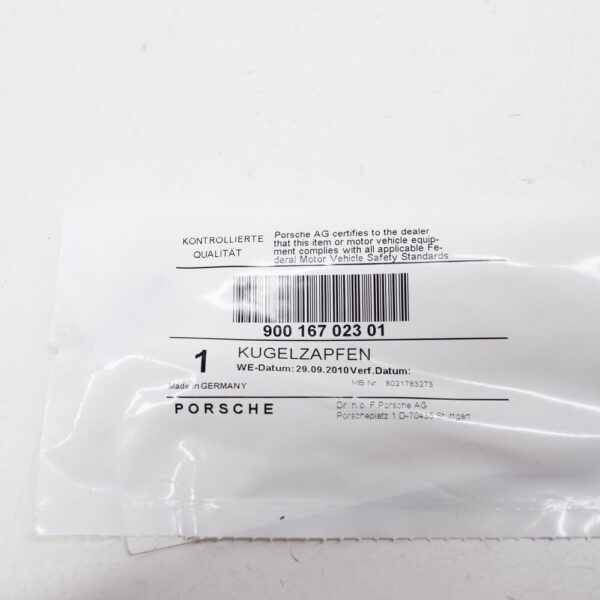 KONTROLLIERTE
QUALITÄT
Porsche AG certifies to the dealer
that this item or motor vehicle equip-
ment complies with all applicable Fe-
deral Motor Vehicle Safety Standards
900 167 023 01
1
KUGELZAPFEN
WE-Datum: 29.09.2010Verf.Datum:
Made in GERMANY
MB Nr 6021763273
PORSCHE
Dr. h.c. F.Porsche AG
Porscheplatz 1,D-70435 Stuttgart